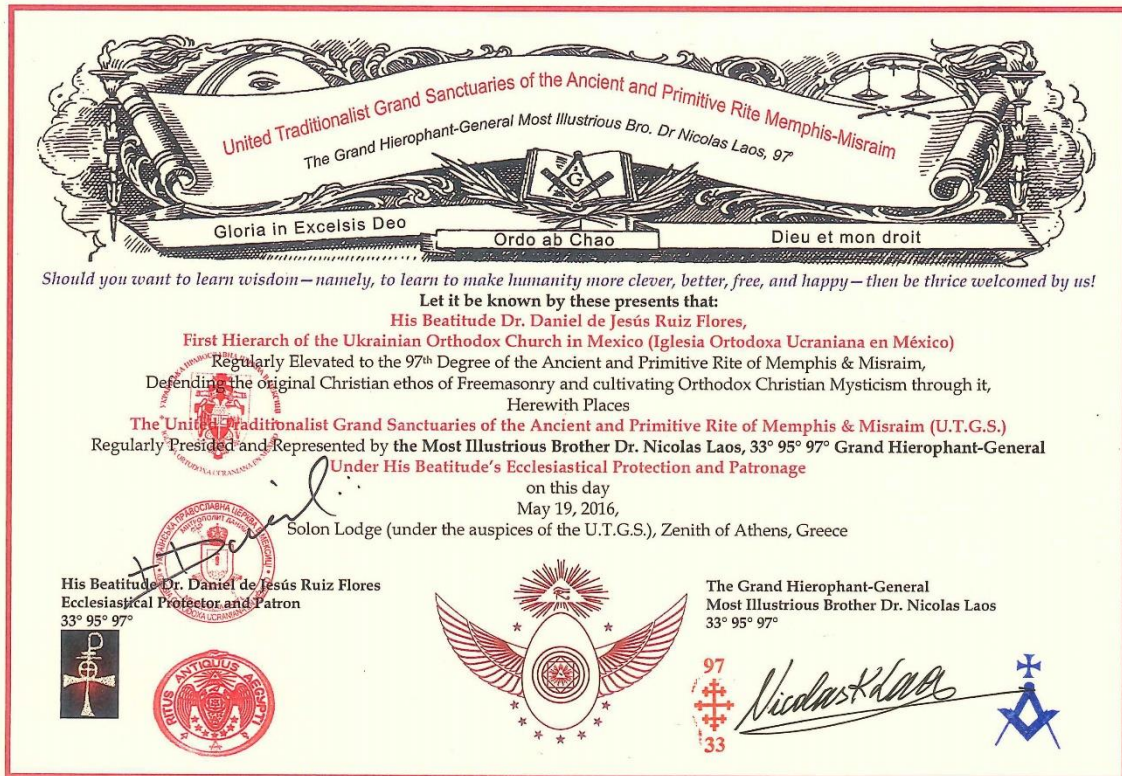 United Traditionalist Grand Sanctuaries of the Ancient and Primitive Rite Memphis-Misraim
The Grand Hierophant-General Most Illustrious Bro. Dr Nicolas Laos, 97°
G
Gloria in Excelsis Deo
Ordo ab Chao
Dieu et mon droit
Should you want to learn wisdom—namely, to learn to make humanity more clever, better, free, and happy—then be thrice welcomed by us!
Let it be known by these presents that:
His Beatitude Dr. Daniel de Jesús Ruiz Flores,
First Hierarch of the Ukrainian Orthodox Church in Mexico (Iglesia Ortodoxa Ucraniana en México)
Regularly Elevated to the 97th Degree of the Ancient and Primitive Rite of Memphis & Misraim,
Defending the original Christian ethos of Freemasonry and cultivating Orthodox Christian Mysticism through it,
Herewith Places
The United Traditionalist Grand Sanctuaries of the Ancient and Primitive Rite of Memphis & Misraim (U.T.G.S.)
Regularly Presided and Represented by the Most Illustrious Brother Dr. Nicolas Laos, 33° 95° 97° Grand Hierophant-General
Under His Beatitude's Ecclesiastical Protection and Patronage
on this day
May 19, 2016,
Solon Lodge (under the auspices of the U.T.G.S.), Zenith of Athens, Greece
УКРАЇНСЬКА ПРАВОСЛАВНА ЦЕРКВА В МЕКСИЦІ
ORTODOXA UCRANIANA EN
His Beatitude Dr. Daniel de Jesús Ruiz Flores
Ecclesiastical Protector and Patron
33° 95° 97°
RITUS ANTIQUUS AEGYPTI
The Grand Hierophant-General
Most Illustrious Brother Dr. Nicolas Laos
33° 95° 97°
97
33
Nicolas K Laos